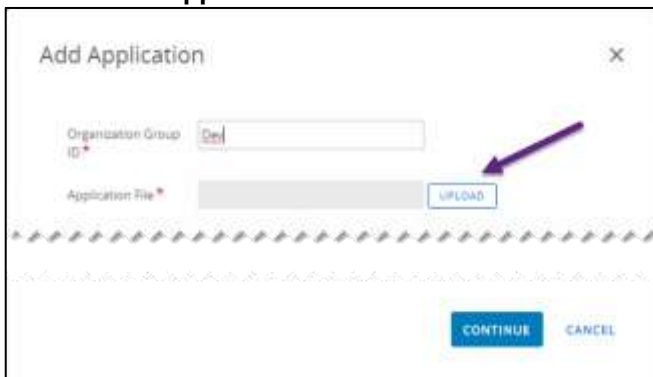 Add Application ×
Organization Group
ID *
Dev
Application File *
UPLOAD
CONTINUE CANCEL